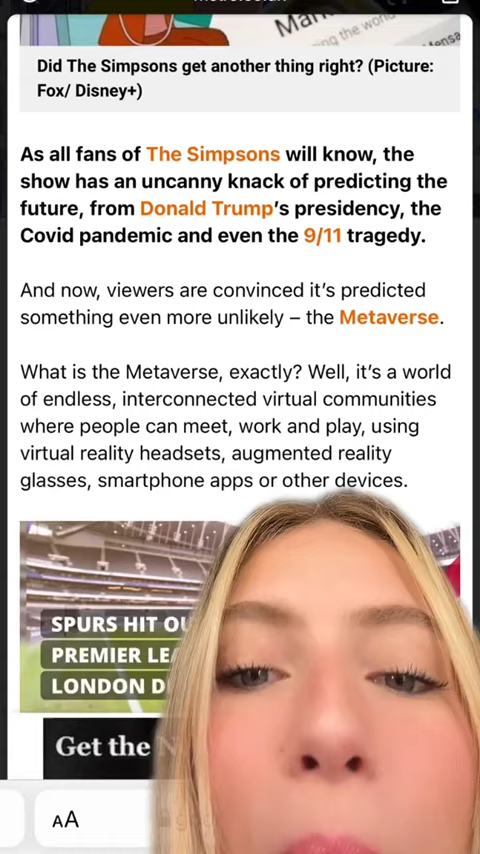 Did The Simpsons get another thing right? (Picture:
Fox/ Disney+)
As all fans of The Simpsons will know, the
show has an uncanny knack of predicting the
future, from Donald Trump's presidency, the
Covid pandemic and even the 9/11 tragedy.
And now, viewers are convinced it's predicted
something even more unlikely – the Metaverse.
What is the Metaverse, exactly? Well, it's a world
of endless, interconnected virtual communities
where people can meet, work and play, using
virtual reality headsets, augmented reality
glasses, smartphone apps or other devices.
SPURS HIT
PREMIER
LONDON
Get the
AA